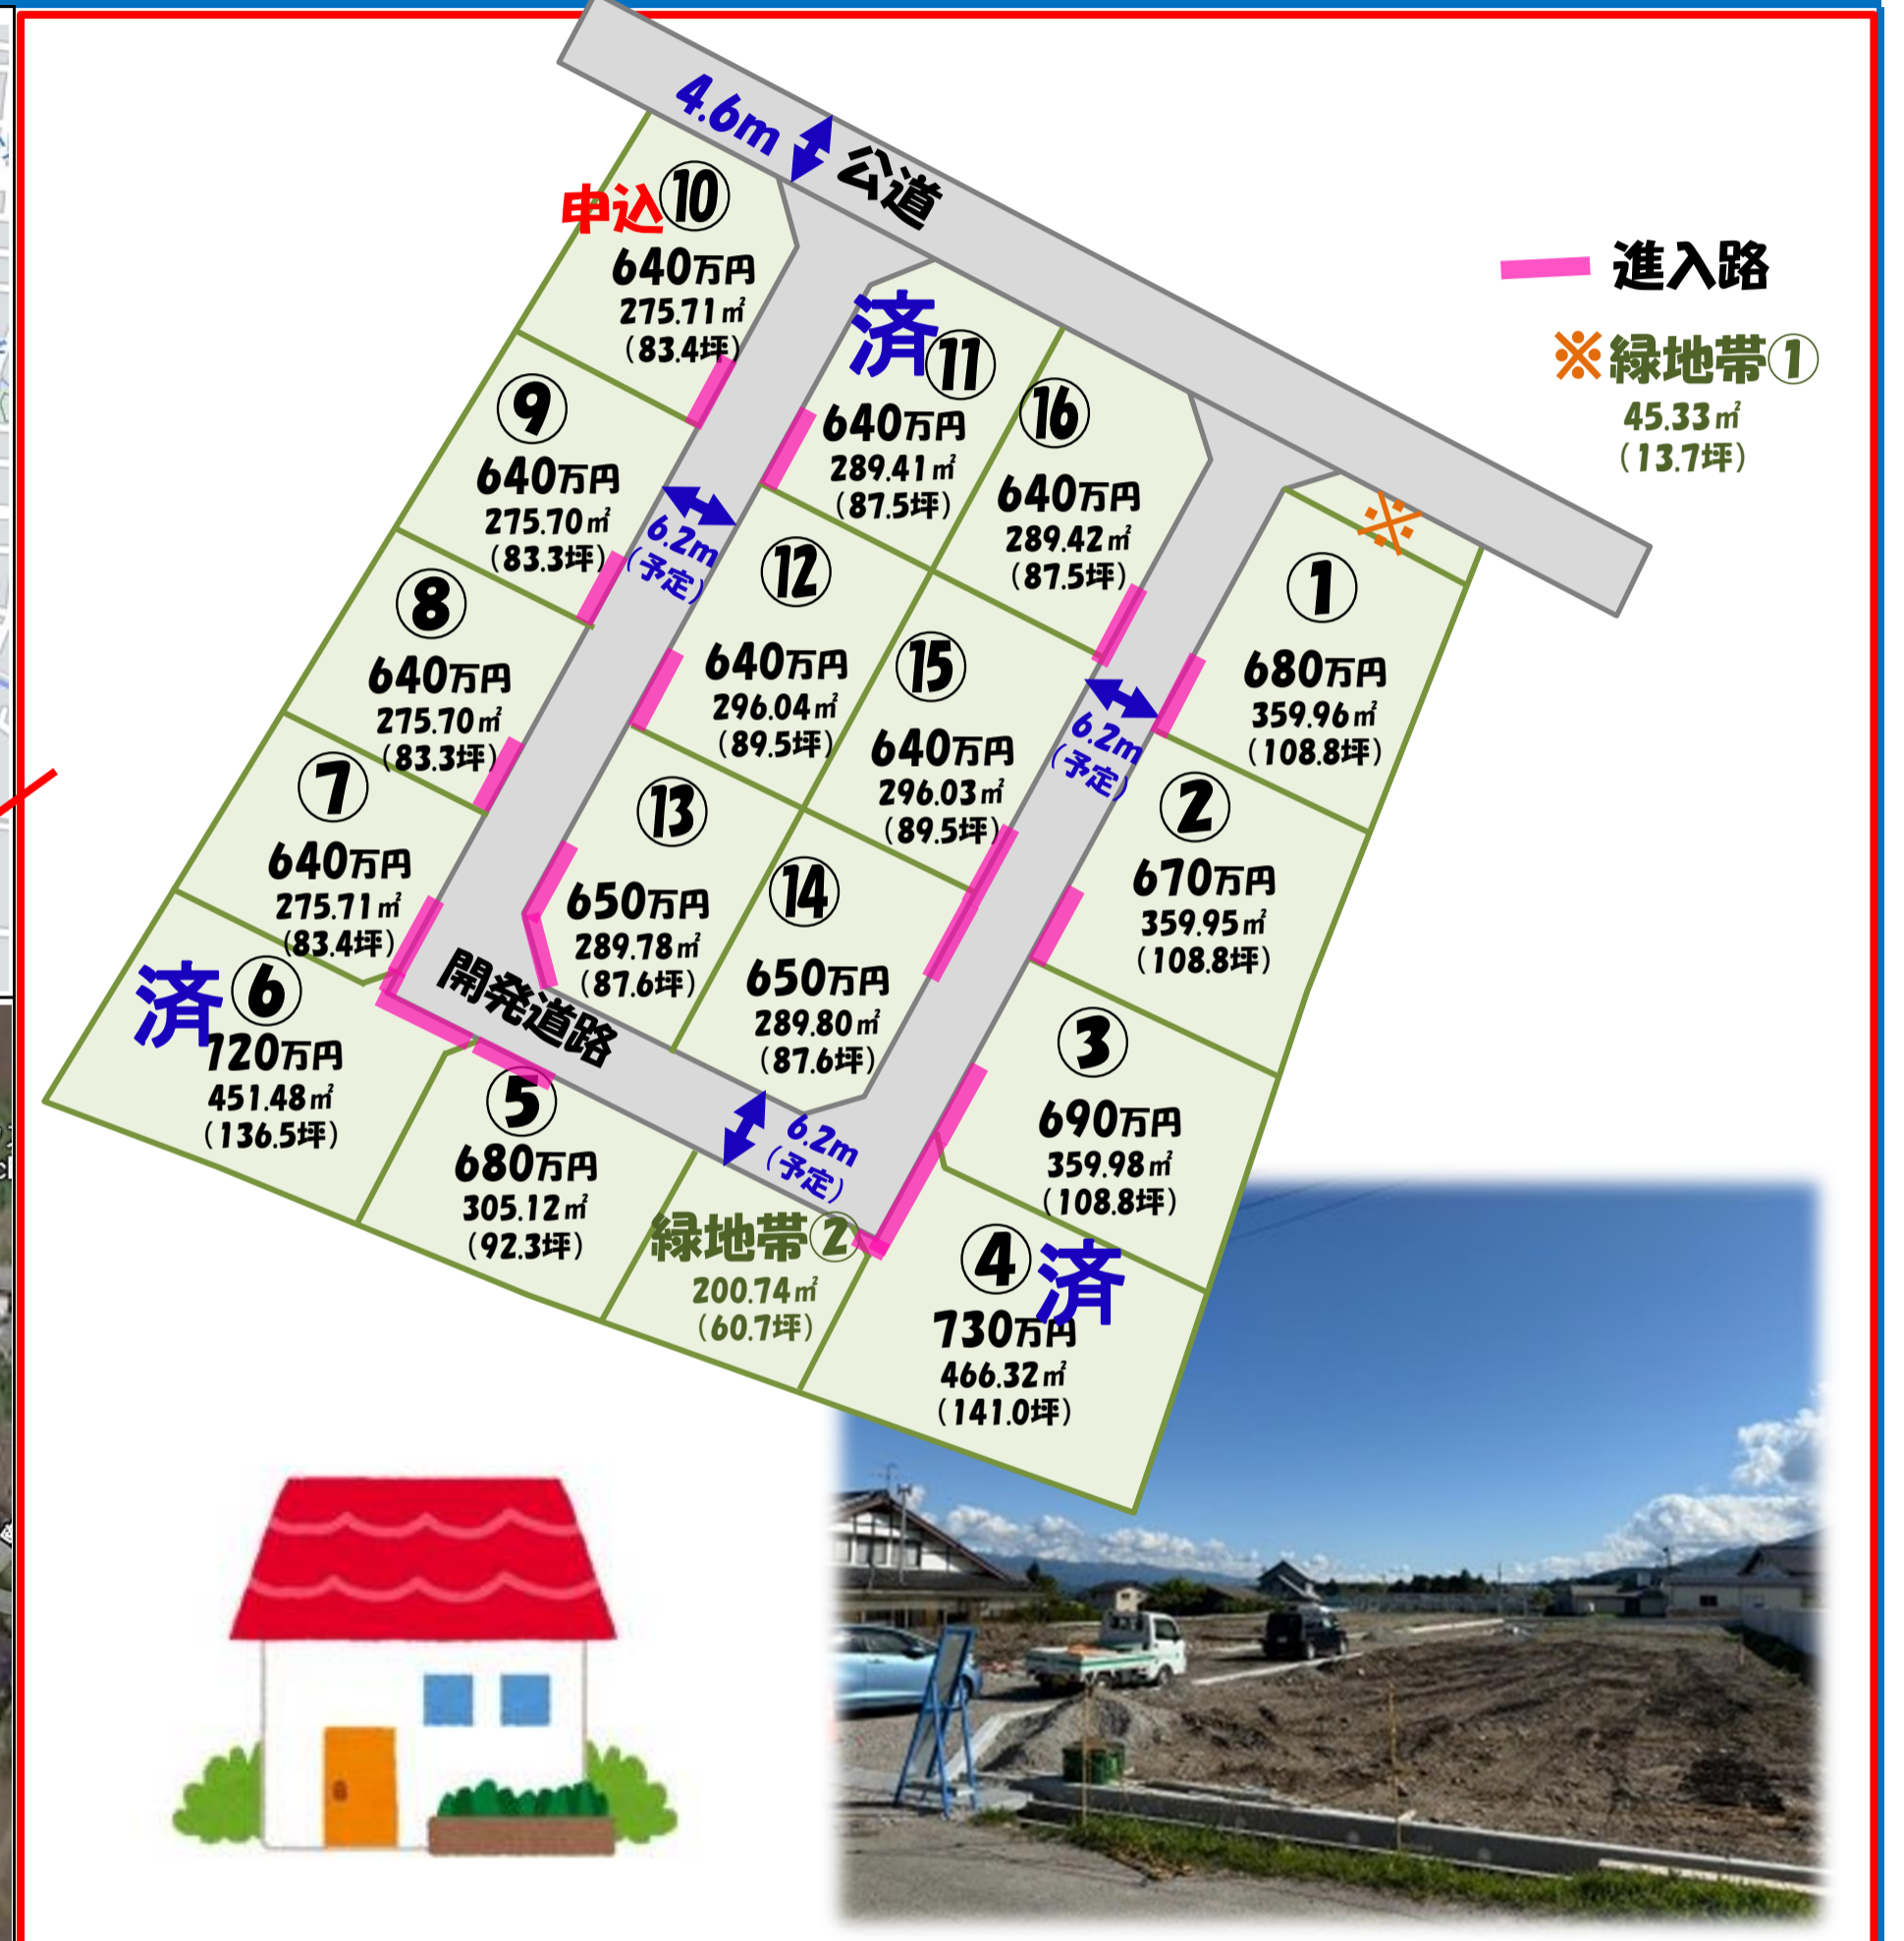 4.6m
公道
進入路
※緑地帯①
45.33㎡
(13.7坪)
申込⑩
640万円
275.71㎡
(83.4坪)
済⑪
640万円
289.41㎡
(87.5坪)
⑯
640万円
289.42㎡
(87.5坪)
※
⑨
640万円
275.70㎡
(83.3坪)
6.2m
(予定)
⑫
640万円
296.04㎡
(89.5坪)
①
680万円
359.96㎡
(108.8坪)
⑧
640万円
275.70㎡
(83.3坪)
⑮
640万円
296.03㎡
(89.5坪)
6.2m
(予定)
②
670万円
359.95㎡
(108.8坪)
⑦
640万円
275.71㎡
(83.4坪)
⑬
650万円
289.78㎡
(87.6坪)
⑭
650万円
289.80㎡
(87.6坪)
開発道路
済⑥
720万円
451.48㎡
(136.5坪)
③
690万円
359.98㎡
(108.8坪)
⑤
680万円
305.12㎡
(92.3坪)
6.2m
(予定)
緑地帯②
200.74㎡
(60.7坪)
④済
730万円
466.32㎡
(141.0坪)